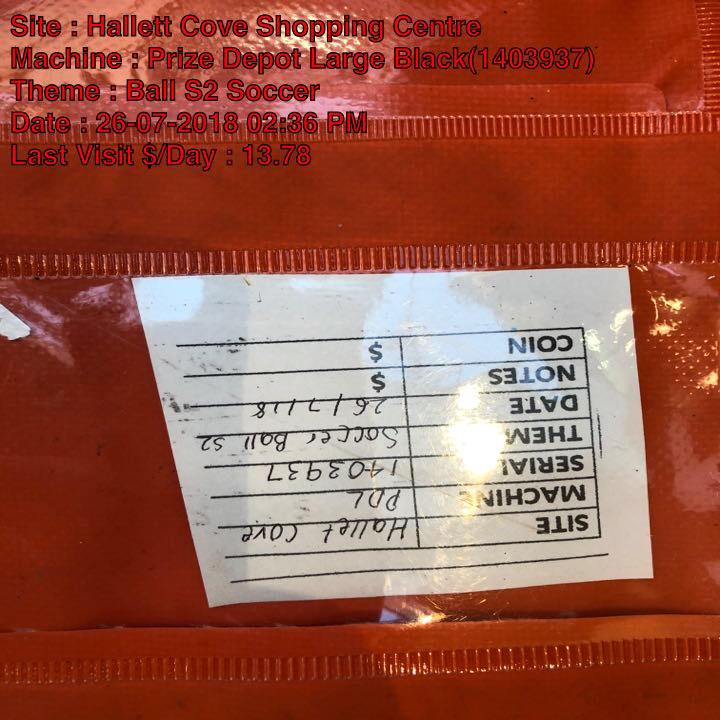 Site : Hallett Cove Shopping Centre
Machine : Prize Depot Large Black(1403937)
Theme : Ball S2 Soccer
Date : 26-07-2018 02:36 PM
Last Visit $/Day : 13.78
SITE Hallet Cove
MACHINE PDL
SERIAL 1403937
THEM Soccer Ball S2
DATE 26/7/18
NOTES $
COIN $